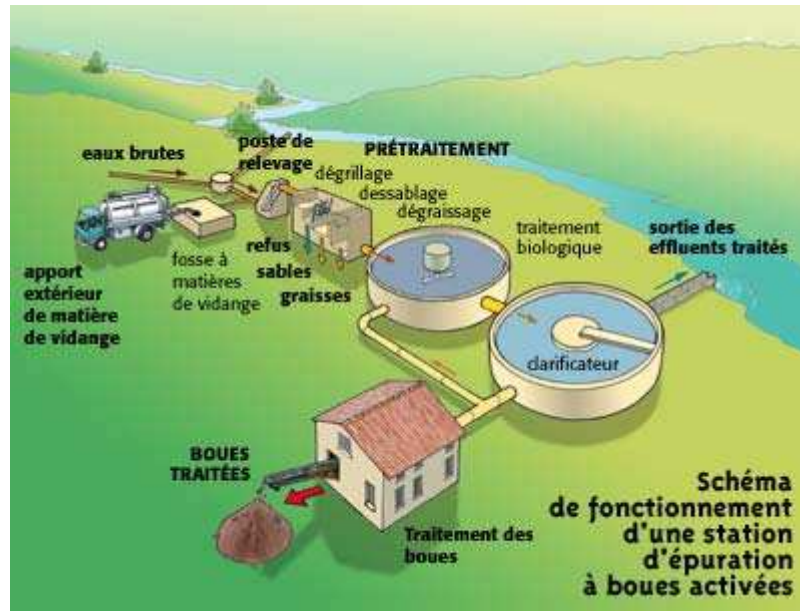 eaux brutes
poste de
relevage
PRÉTRAITEMENT
dégrillage
dessablage
dégraissage
traitement
biologique
sortie des
effluents traités
apport
extérieur
de matière
de vidange
fosse à
matières
de vidange
refus
sables
graisses
clarificateur
BOUES
TRAITÉES
Traitement des
boues
Schéma
de fonctionnement
d'une station
d'épuration
à boues activées